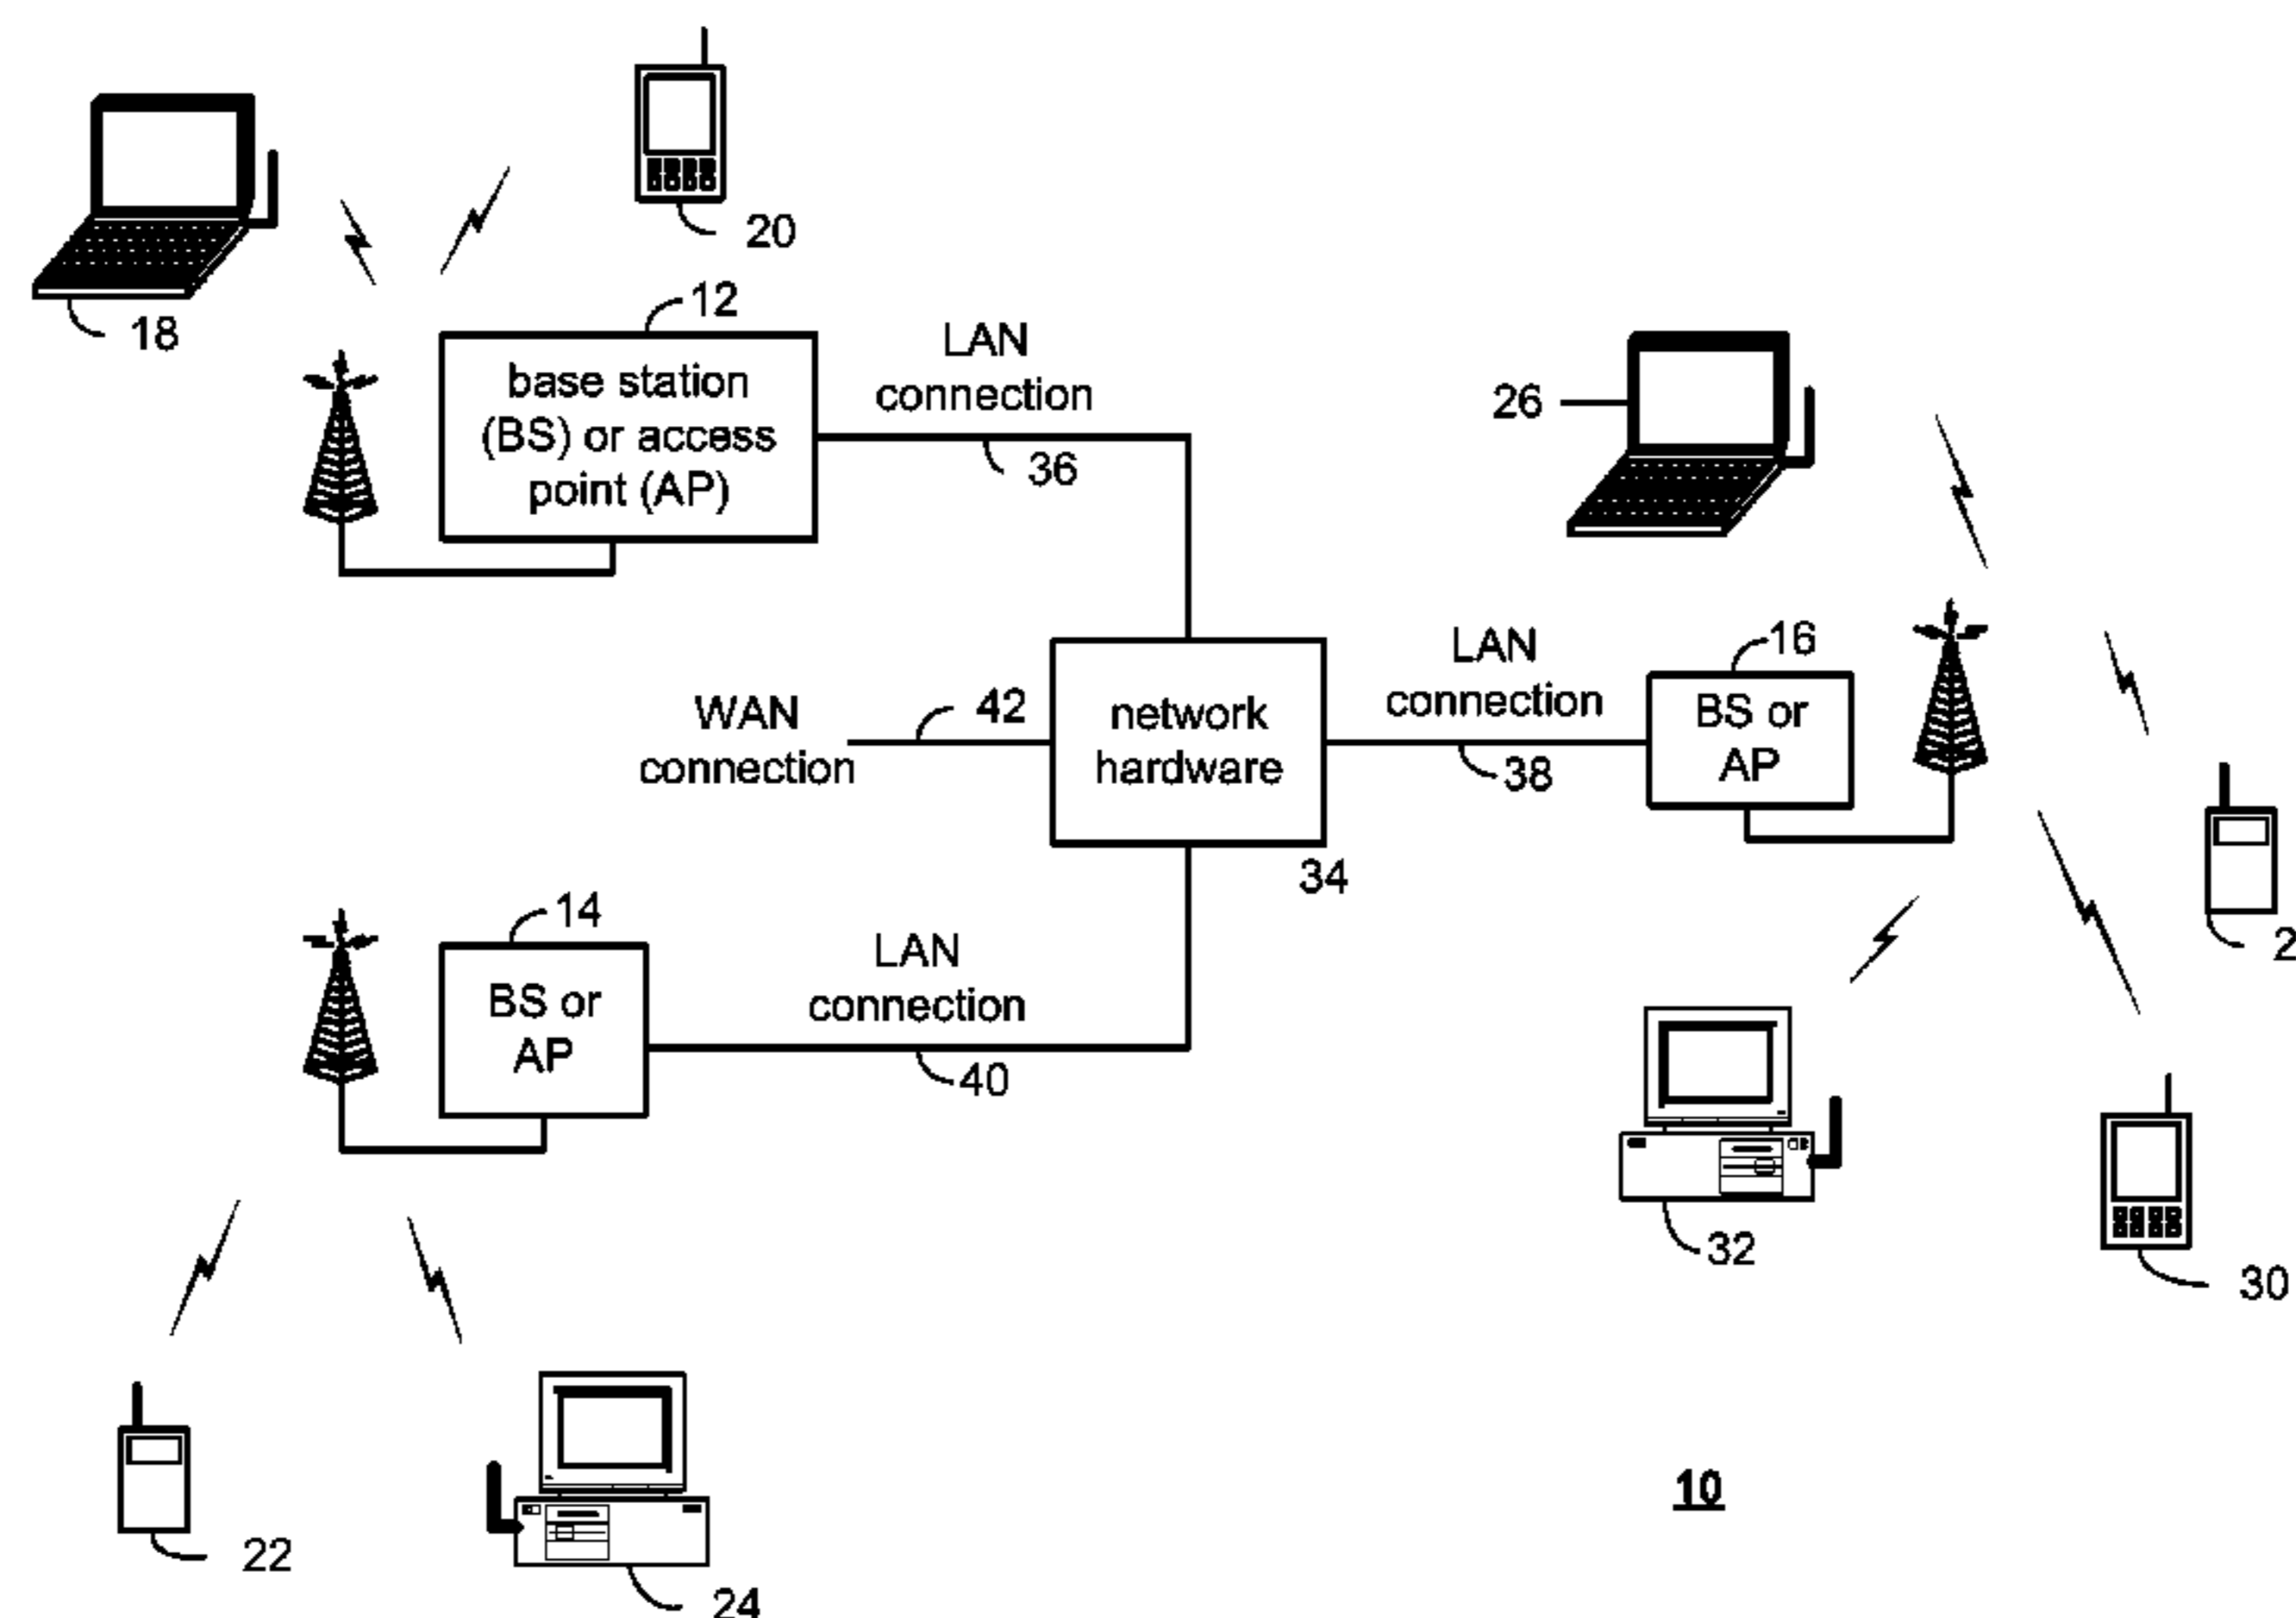 20
18
12
base station
(BS) or access
point (AP)
LAN
connection
36
26
WAN
connection
42
network
hardware
34
LAN
connection
38
16
BS or
AP
14
BS or
AP
LAN
connection
40
32
30
22
24
10